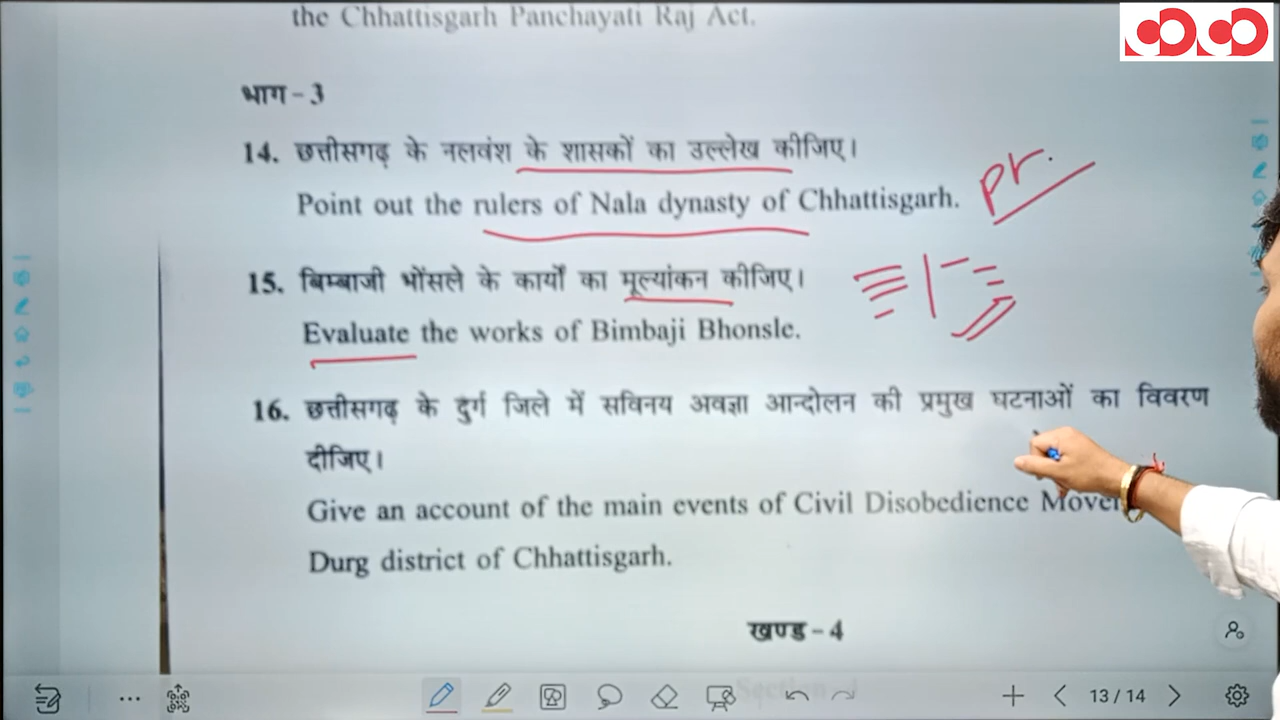 the Chhattisgarh Panchayati Raj Act.
भाग - 3
14. छत्तीसगढ़ के नलवंश के शासकों का उल्लेख कीजिए।
Point out the rulers of Nala dynasty of Chhattisgarh.
pr.
15. बिम्बाजी भोंसले के कार्यों का मूल्यांकन कीजिए।
Evaluate the works of Bimbaji Bhonsle.
16. छत्तीसगढ़ के दुर्ग जिले में सविनय अवज्ञा आन्दोलन की प्रमुख घटनाओं का विवरण
दीजिए।
Give an account of the main events of Civil Disobedience
Durg district of Chhattisgarh.
खण्ड - 4
13 / 14